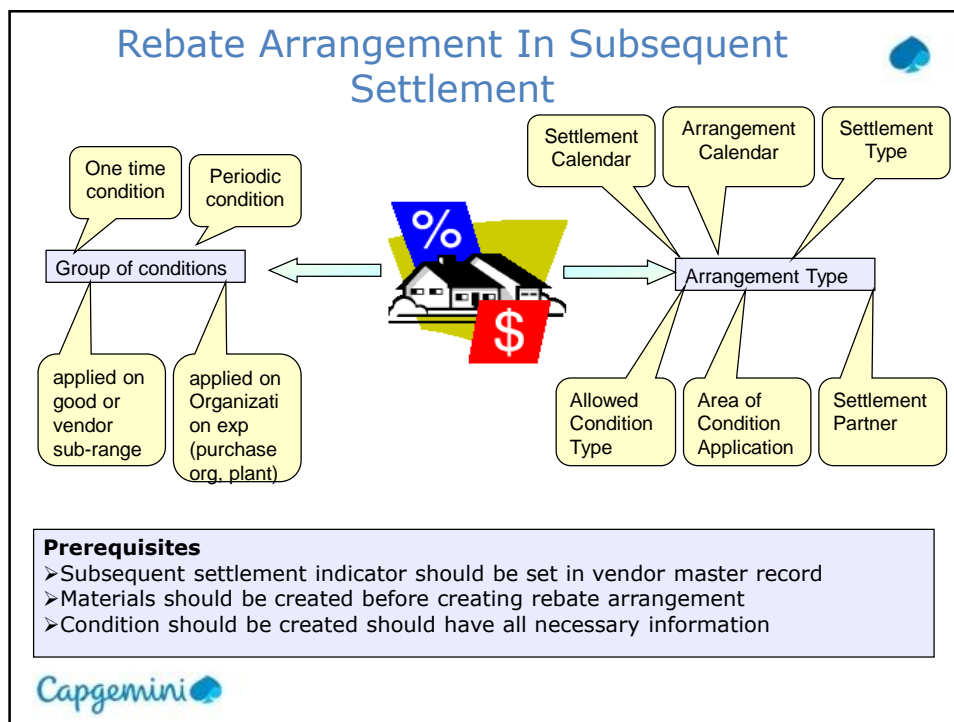 Rebate Arrangement In Subsequent
Settlement
One time
condition
Periodic
condition
Group of conditions
applied on
good or
vendor
sub-range
applied on
Organizati
on exp
(purchase
org, plant)
%
$
Settlement
Calendar
Arrangement
Calendar
Settlement
Type
Arrangement Type
Allowed
Condition
Type
Area of
Condition
Application
Settlement
Partner
Prerequisites
➢Subsequent settlement indicator should be set in vendor master record
➢Materials should be created before creating rebate arrangement
➢Condition should be created should have all necessary information
Capgemini